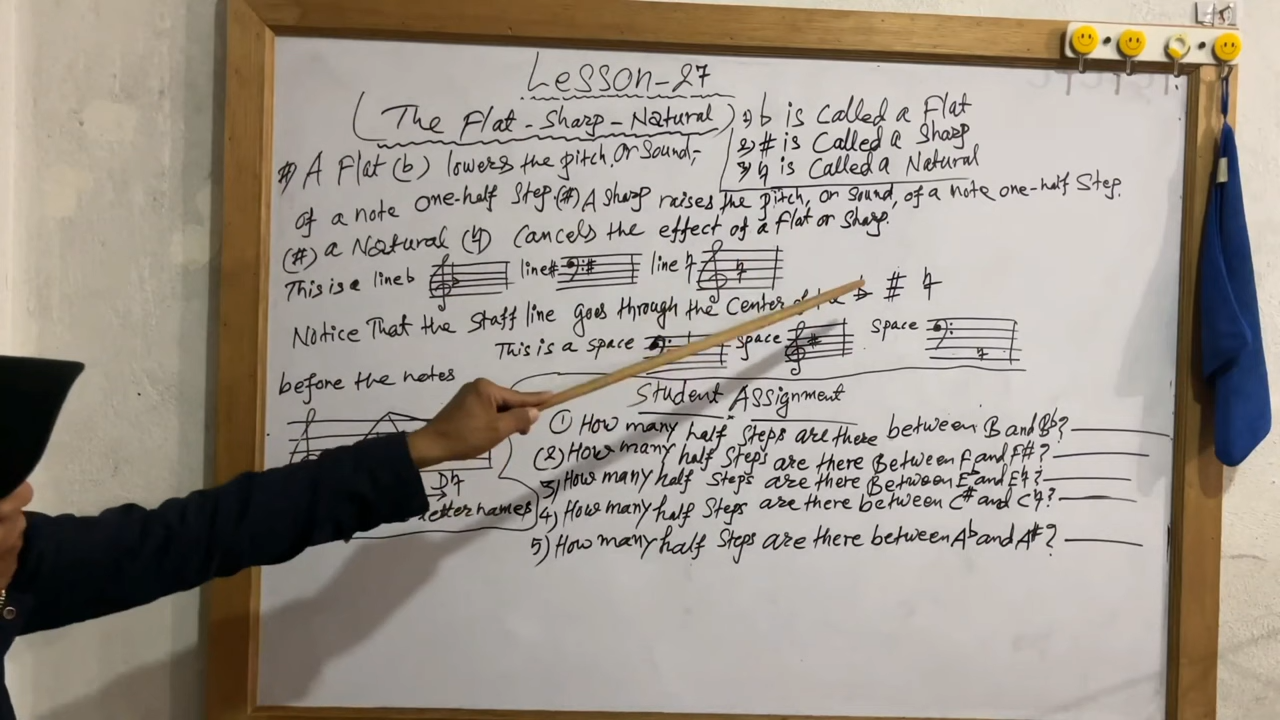 Lesson-27
(The Flat-Sharp-Natural)
1) b is Called a Flat
2) # is Called a Sharp
3) ♮ is Called a Natural
#) A Flat (b) lowers the pitch, or Sound,-
of a note one-half Step.(#) A Sharp raises the pitch, or Sound, of a note one-half Step.
(#) a Natural (♮) Cancels the effect of a Flat or Sharp.
This is a line b line # line ♮
Notice That the Staff line goes through the Center of the b # ♮
This is a space space space
before the notes
D♮
letter names
Student Assignment
① How many half Steps are there between B and Bb?
(2) How many half Steps are there Between F and F#?
3) How many half Steps are there Between Eb and E♮?
4) How many half Steps are there between C# and C♮?
5) How many half Steps are there between Ab and A#?